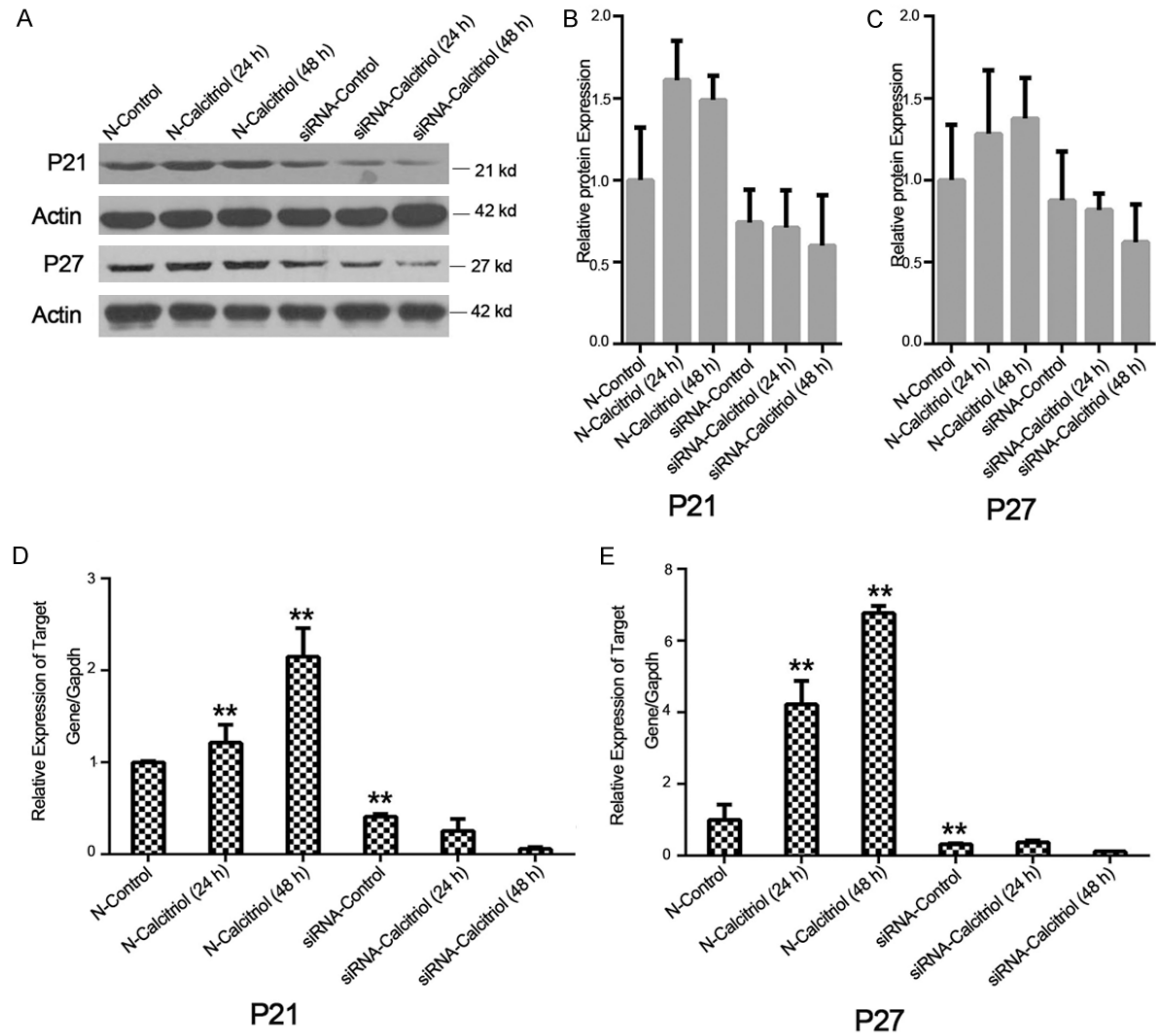 A
N-Control
N-Calcitriol (24 h)
N-Calcitriol (48 h)
siRNA-Control
siRNA-Calcitriol (24 h)
siRNA-Calcitriol (48 h)
P21
21 kd
Actin
42 kd
P27
27 kd
Actin
42 kd
B
Relative protein Expression
2.0
1.5
1.0
0.5
0.0
N-Control
N-Calcitriol (24 h)
N-Calcitriol (48 h)
siRNA-Control
siRNA-Calcitriol (24 h)
siRNA-Calcitriol (48 h)
P21
C
Relative protein Expression
2.0
1.5
1.0
0.5
0.0
N-Control
N-Calcitriol (24 h)
N-Calcitriol (48 h)
siRNA-Control
siRNA-Calcitriol (24 h)
siRNA-Calcitriol (48 h)
P27
D
Relative Expression of Target
Gene/Gapdh
3
2
1
0
**
**
**
N-Control
N-Calcitriol (24 h)
N-Calcitriol (48 h)
siRNA-Control
siRNA-Calcitriol (24 h)
siRNA-Calcitriol (48 h)
P21
E
Relative Expression of Target
Gene/Gapdh
8
6
4
2
0
**
**
**
N-Control
N-Calcitriol (24 h)
N-Calcitriol (48 h)
siRNA-Control
siRNA-Calcitriol (24 h)
siRNA-Calcitriol (48 h)
P27